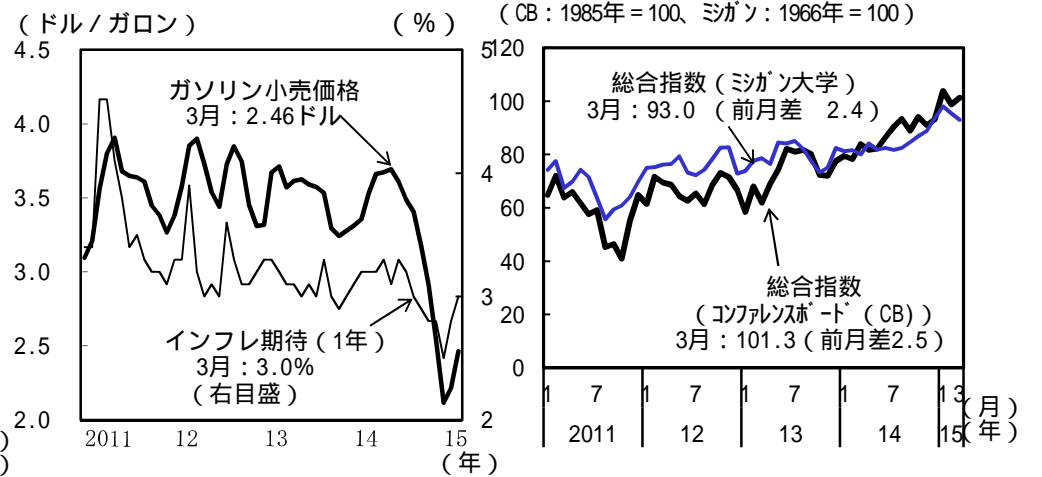 (ドル/ガロン)
(%)
4.5
4.0
3.5
3.0
2.5
2.0
5
4
3
2
ガソリン小売価格
3月:2.46ドル
インフレ期待(1年)
3月:3.0%
(右目盛)
2011 12 13 14 15
(年)
)
)
(CB:1985年=100、ミシガン:1966年=100)
120
100
80
60
40
20
0
総合指数(ミシガン大学)
3月:93.0 (前月差 2.4)
総合指数
(コンファレンスボード(CB))
3月:101.3(前月差2.5)
1 7 1 7 1 7 1 7 1 3
(月)
2011 12 13 14 15
(年)